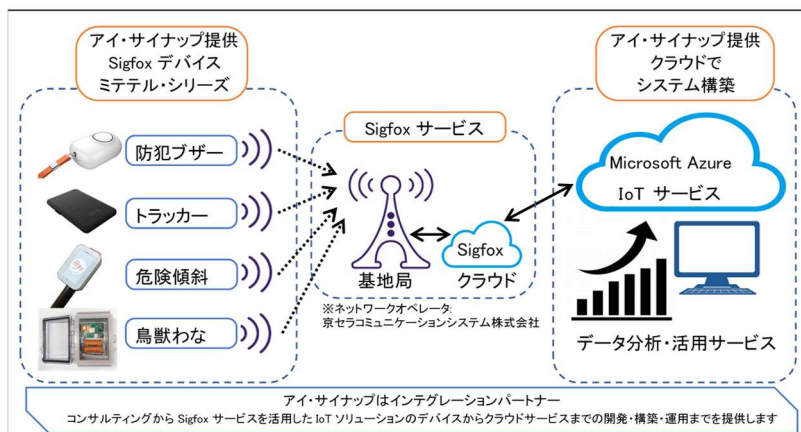 アイ・サイナップ提供
Sigfox デバイス
ミテテル・シリーズ
防犯ブザー
トラッカー
危険傾斜
鳥獣わな
Sigfox サービス
基地局
Sigfox
クラウド
※ネットワークオペレータ:
京セラコミュニケーションシステム株式会社
アイ・サイナップ提供
クラウドで
システム構築
Microsoft Azure
IoT サービス
データ分析・活用サービス
アイ・サイナップはインテグレーションパートナー
コンサルティングから Sigfox サービスを活用した IoT ソリューションのデバイスからクラウドサービスまでの開発・構築・運用までを提供します